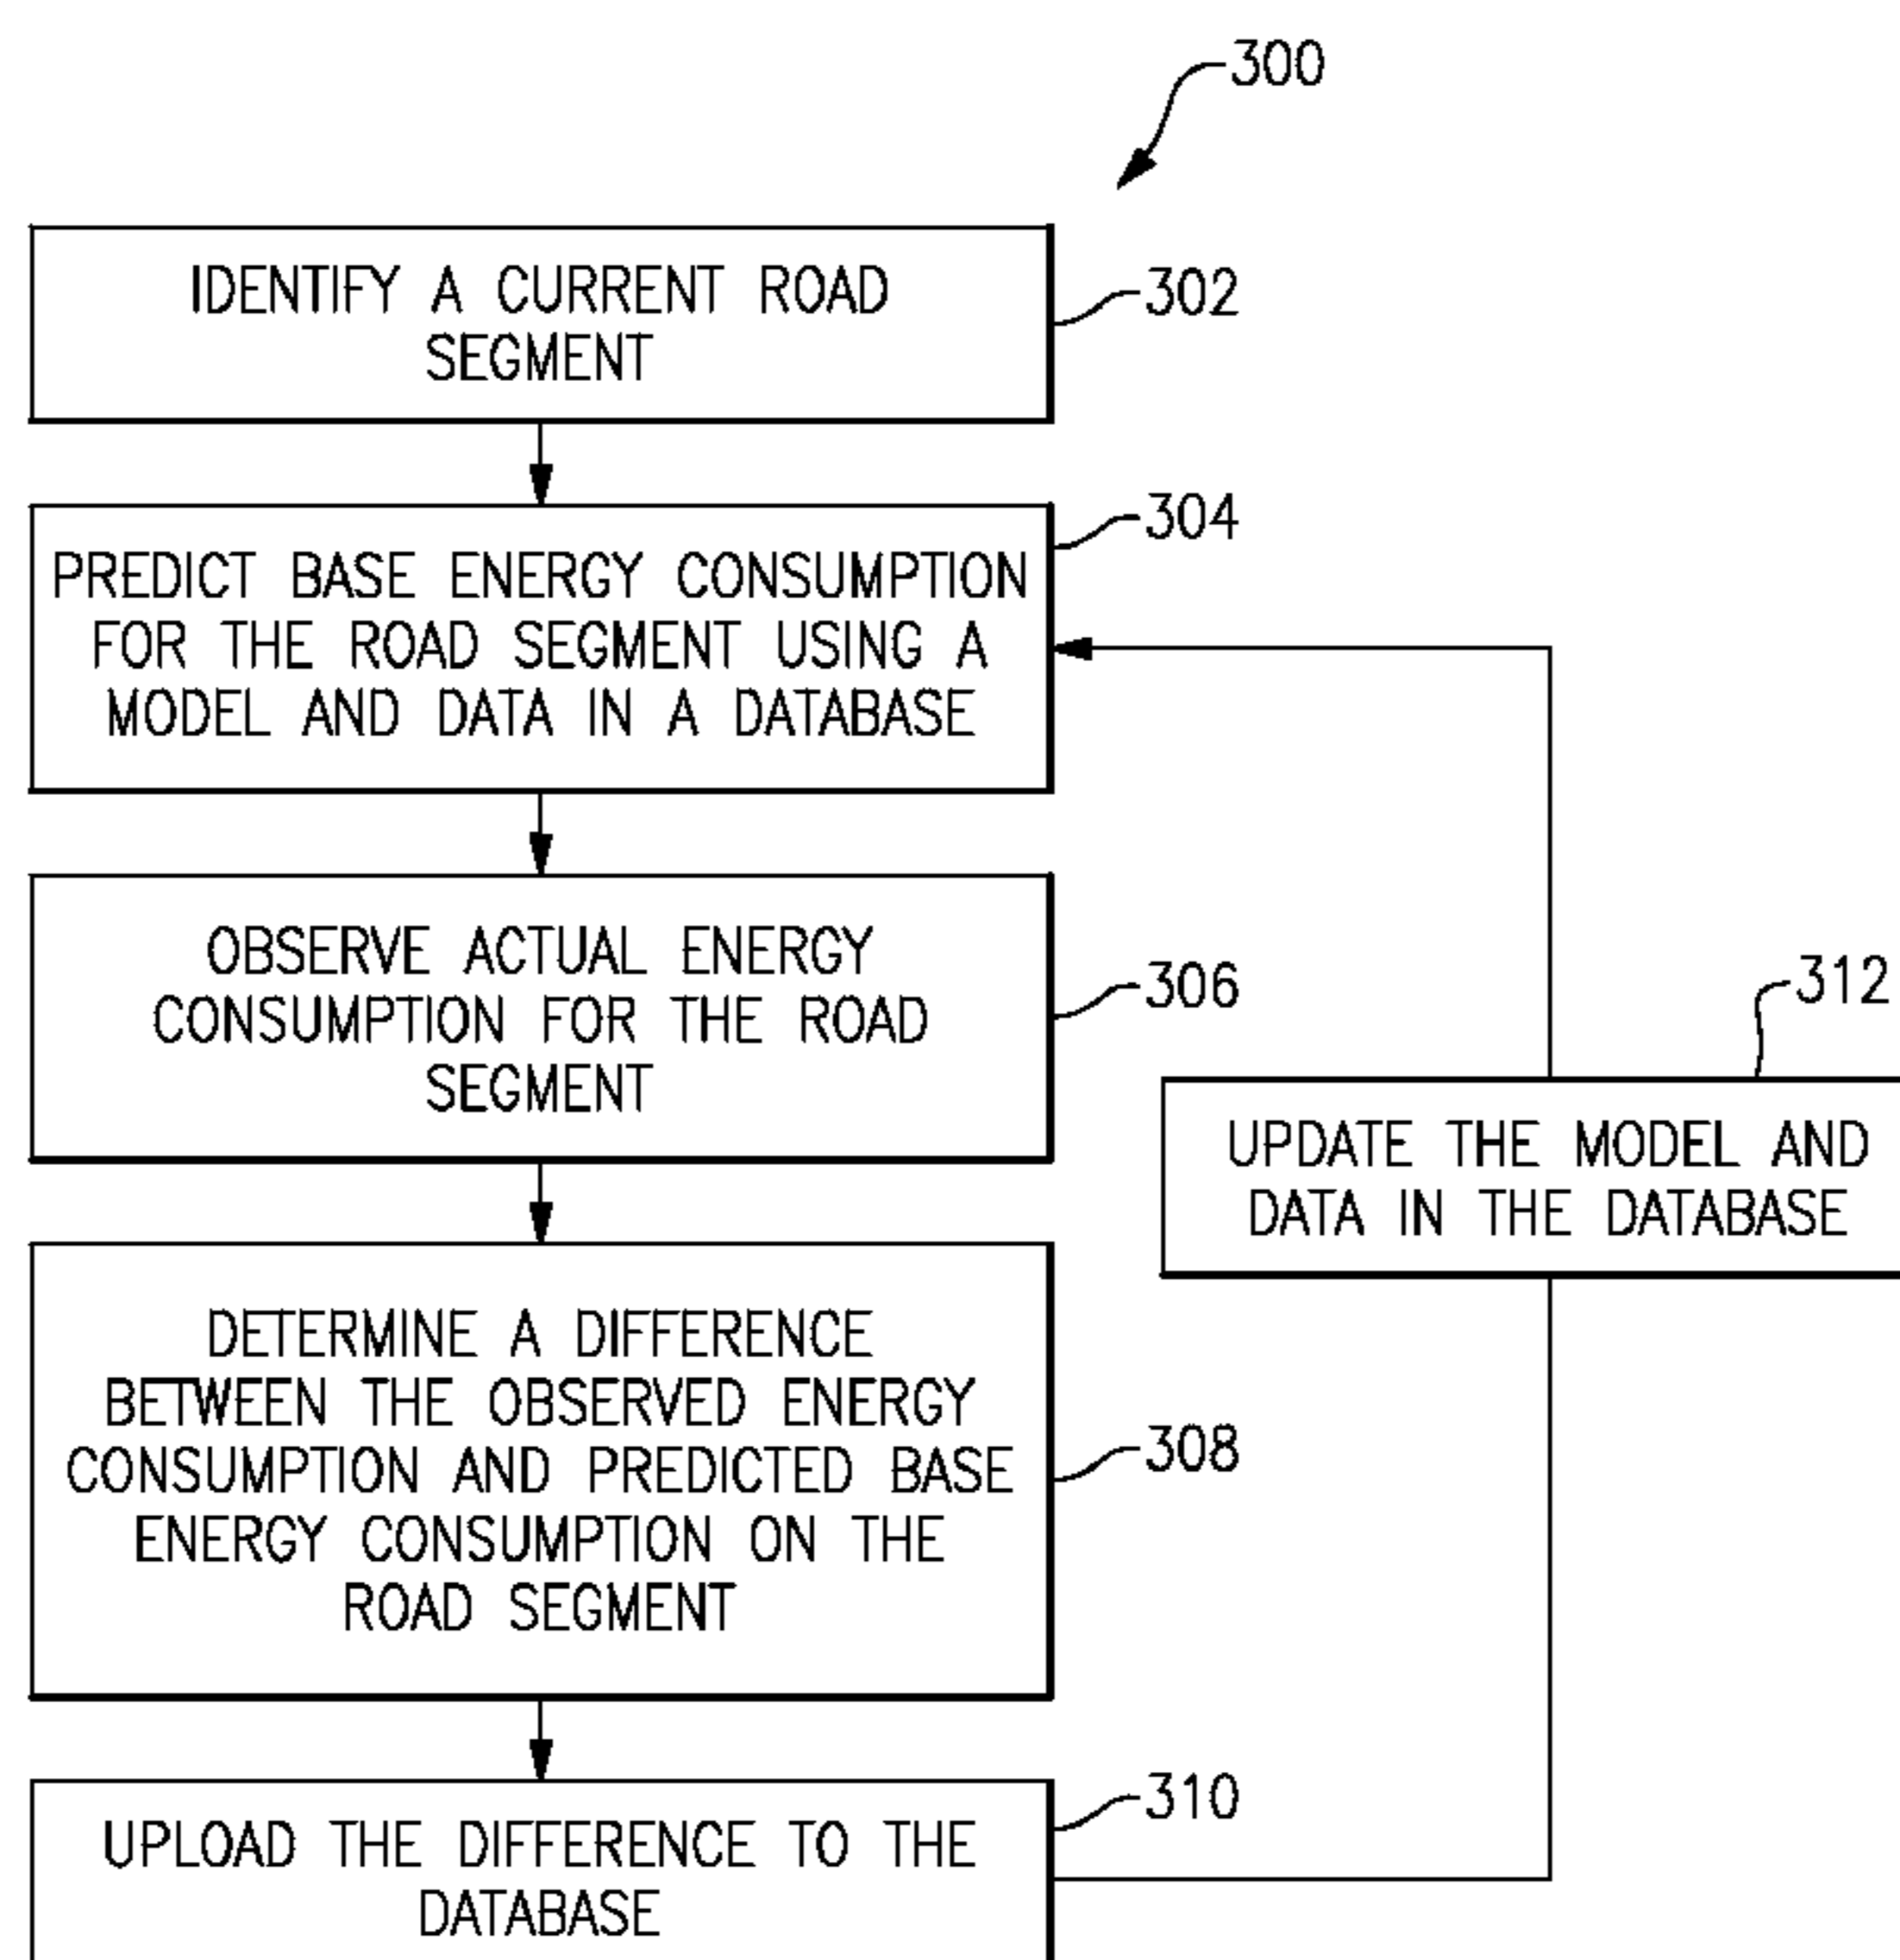 300
IDENTIFY A CURRENT ROAD
SEGMENT
302
PREDICT BASE ENERGY CONSUMPTION
FOR THE ROAD SEGMENT USING A
MODEL AND DATA IN A DATABASE
304
OBSERVE ACTUAL ENERGY
CONSUMPTION FOR THE ROAD
SEGMENT
306
DETERMINE A DIFFERENCE
BETWEEN THE OBSERVED ENERGY
CONSUMPTION AND PREDICTED BASE
ENERGY CONSUMPTION ON THE
ROAD SEGMENT
308
UPLOAD THE DIFFERENCE TO THE
DATABASE
310
312
UPDATE THE MODEL AND
DATA IN THE DATABASE